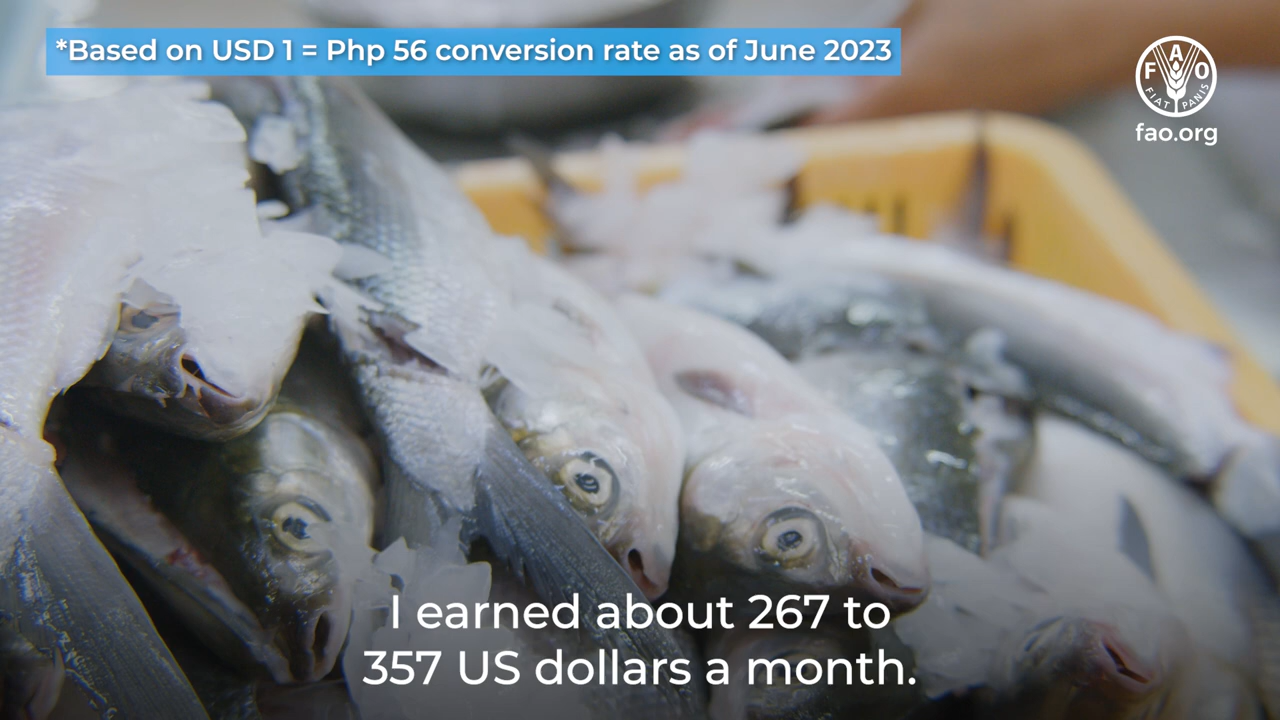 *Based on USD 1 = Php 56 conversion rate as of June 2023
F A O
FIAT PANIS
fao.org
I earned about 267 to
357 US dollars a month.